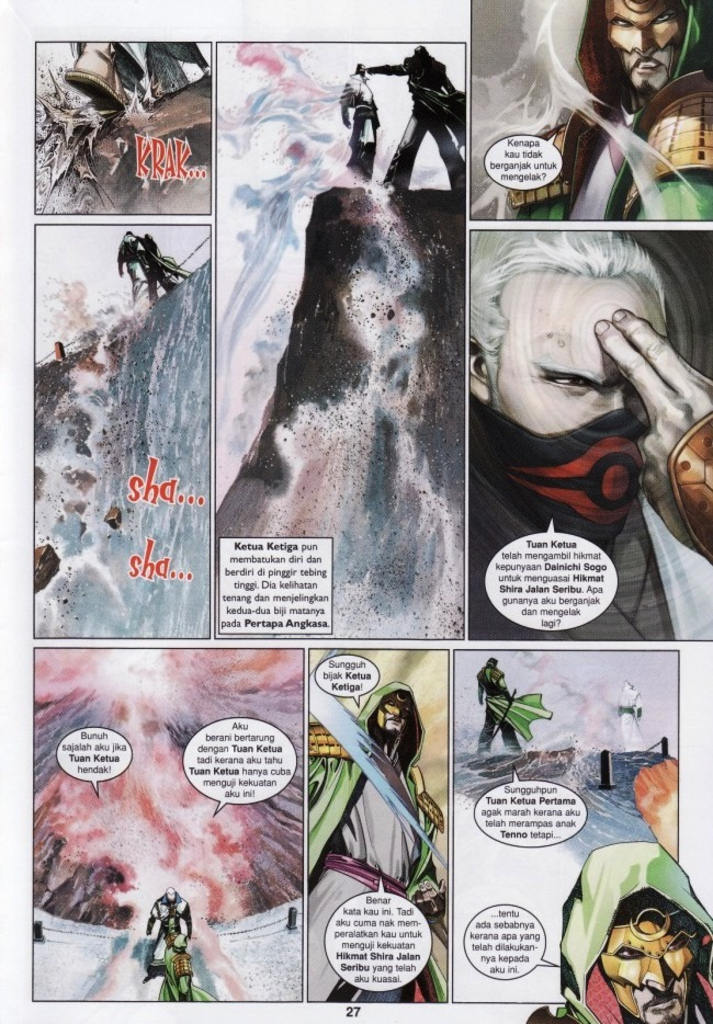 KRAK...
sha...
sha...
Ketua Ketiga pun
membatukan diri dan
berdiri di pinggir tebing
tinggi. Dia kelihatan
tenang dan menjelingkan
kedua-dua biji matanya
pada Pertapa Angkasa.
Kenapa
kau tidak
berganjak untuk
mengelak?
Tuan Ketua
telah mengambil hikmat
kepunyaan Dainichi Sogo
untuk menguasai Hikmat
Shira Jalan Seribu. Apa
gunanya aku berganjak
dan mengelak
lagi?
Bunuh
sajalah aku jika
Tuan Ketua
hendak!
Aku
berani bertarung
dengan Tuan Ketua
tadi kerana aku tahu
Tuan Ketua hanya cuba
menguji kekuatan
aku ini!
Sungguh
bijak Ketua
Ketiga!
Benar
kata kau ini. Tadi
aku cuma nak mem-
peralatkan kau untuk
menguji kekuatan
Hikmat Shira Jalan
Seribu yang telah
aku kuasai.
Sungguhpun
Tuan Ketua Pertama
agak marah kerana aku
telah merampas anak
Tenno tetapi...
...tentu
ada sebabnya
kerana apa yang
telah dilakukan-
nya kepada
aku ini.
27